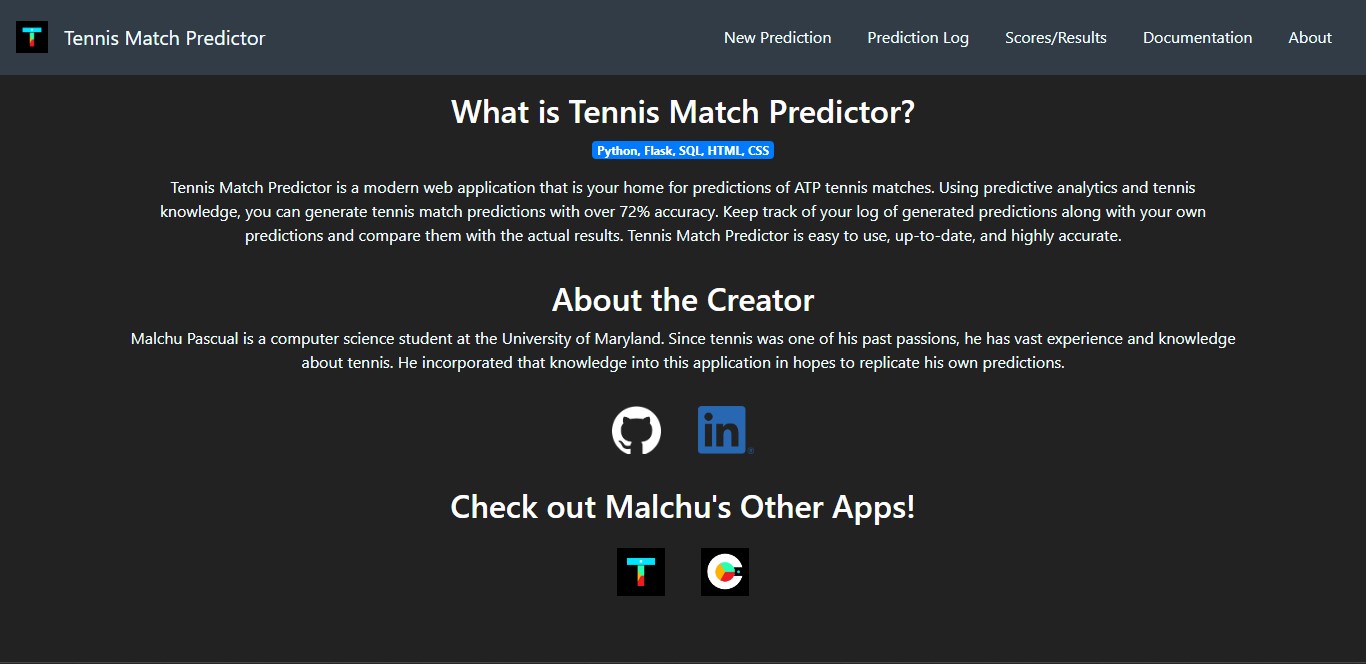 T Tennis Match Predictor New Prediction Prediction Log Scores/Results Documentation About
What is Tennis Match Predictor?
Python, Flask, SQL, HTML, CSS
Tennis Match Predictor is a modern web application that is your home for predictions of ATP tennis matches. Using predictive analytics and tennis
knowledge, you can generate tennis match predictions with over 72% accuracy. Keep track of your log of generated predictions along with your own
predictions and compare them with the actual results. Tennis Match Predictor is easy to use, up-to-date, and highly accurate.
About the Creator
Malchu Pascual is a computer science student at the University of Maryland. Since tennis was one of his past passions, he has vast experience and knowledge
about tennis. He incorporated that knowledge into this application in hopes to replicate his own predictions.
in
Check out Malchu's Other Apps!
T C